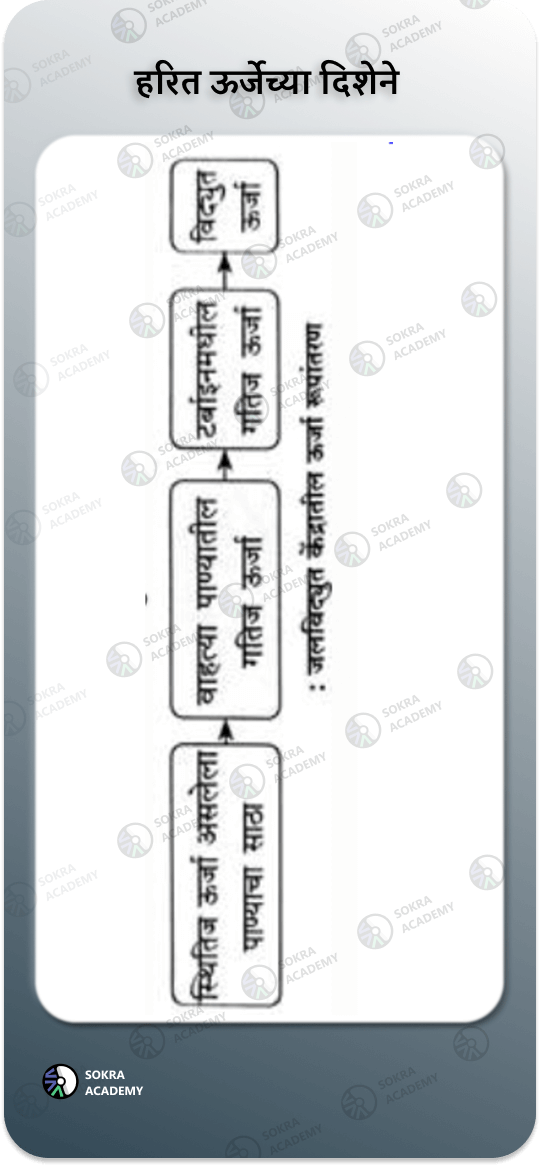 हरित ऊर्जेच्या दिशेने
स्थितिज ऊर्जा असलेला
पाण्याचा साठा
वाहत्या पाण्यातील
गतिज ऊर्जा
टर्बाइनमधील
गतिज ऊर्जा
विद्युत
ऊर्जा
: जलविद्युत केंद्रातील ऊर्जा रूपांतरण
SOKRA
ACADEMY